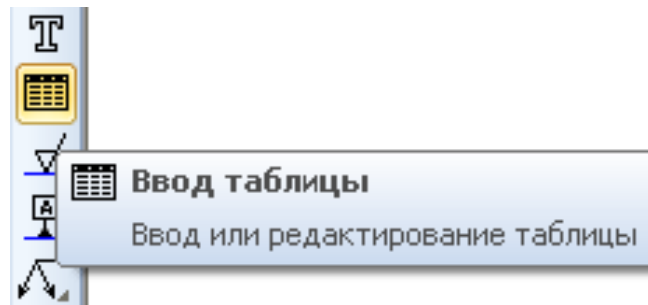 T
Ввод таблицы
A
Ввод или редактирование таблицы